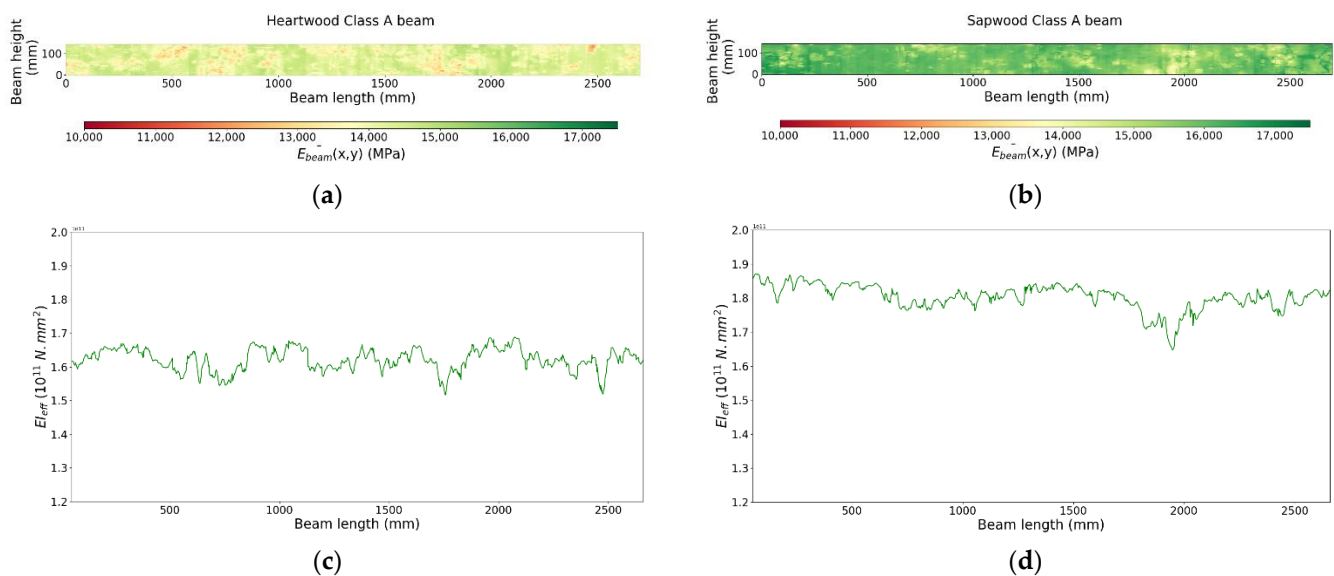 Heartwood Class A beam
Beam height
(mm)
100
0
0 500 1000 1500 2000 2500
Beam length (mm)
10,000 11,000 12,000 13,000 14,000 15,000 16,000 17,000
E_beam(x,y) (MPa)
(a)
Sapwood Class A beam
Beam height
(mm)
100
0
0 500 1000 1500 2000 2500
Beam length (mm)
10,000 11,000 12,000 13,000 14,000 15,000 16,000 17,000
E_beam(x,y) (MPa)
(b)
1e11
2.0
1.9
1.8
1.7
1.6
1.5
1.4
1.3
1.2
EI_eff (10^11 N.mm^2)
500 1000 1500 2000 2500
Beam length (mm)
(c)
1e11
2.0
1.9
1.8
1.7
1.6
1.5
1.4
1.3
1.2
EI_eff (10^11 N.mm^2)
500 1000 1500 2000 2500
Beam length (mm)
(d)